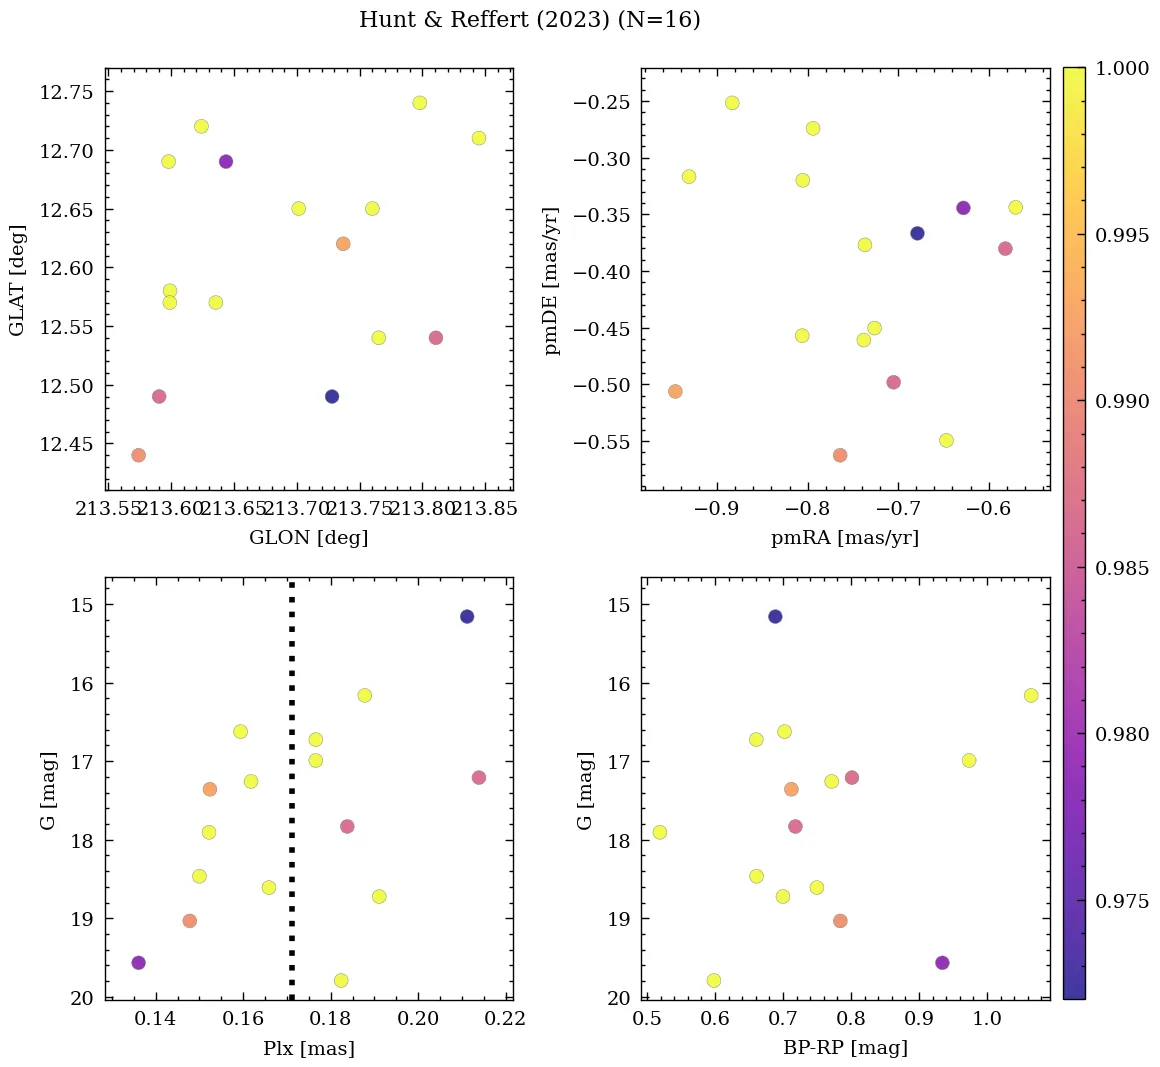 Hunt & Reffert (2023) (N=16)
12.75
12.70
12.65
12.60
12.55
12.50
12.45
GLAT [deg]
213.55 213.60 213.65 213.70 213.75 213.80 213.85
GLON [deg]
−0.25
−0.30
−0.35
−0.40
−0.45
−0.50
−0.55
pmDE [mas/yr]
−0.9 −0.8 −0.7 −0.6
pmRA [mas/yr]
15
16
17
18
19
20
G [mag]
0.14 0.16 0.18 0.20 0.22
Plx [mas]
15
16
17
18
19
20
G [mag]
0.5 0.6 0.7 0.8 0.9 1.0
BP-RP [mag]
1.000
0.995
0.990
0.985
0.980
0.975